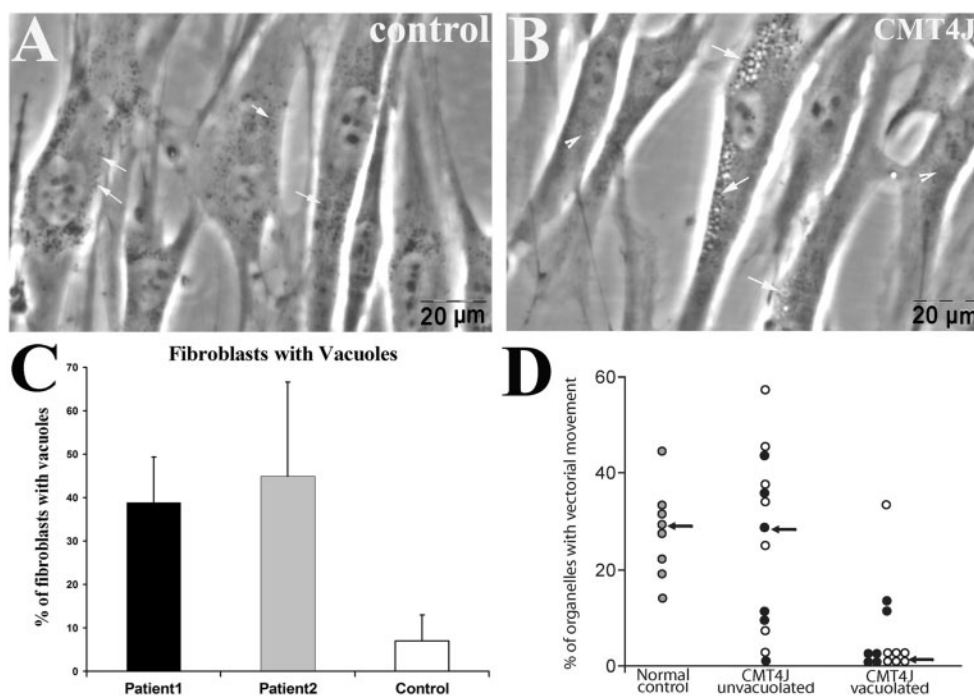 A
control
20 µm
B
CMT4J
20 µm
C
Fibroblasts with Vacuoles
% of fibroblasts with vacuoles
70
60
50
40
30
20
10
0
Patient1
Patient2
Control
D
% of organelles with vectorial movement
60
40
20
0
Normal
control
CMT4J
unvacuolated
CMT4J
vacuolated